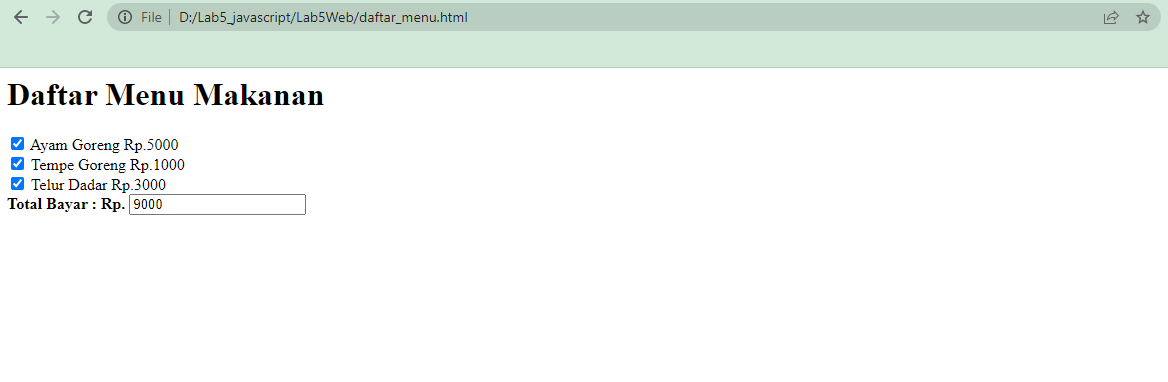 File D:/Lab5_javascript/Lab5Web/daftar_menu.html
Daftar Menu Makanan
Ayam Goreng Rp.5000
Tempe Goreng Rp.1000
Telur Dadar Rp.3000
Total Bayar : Rp. 9000